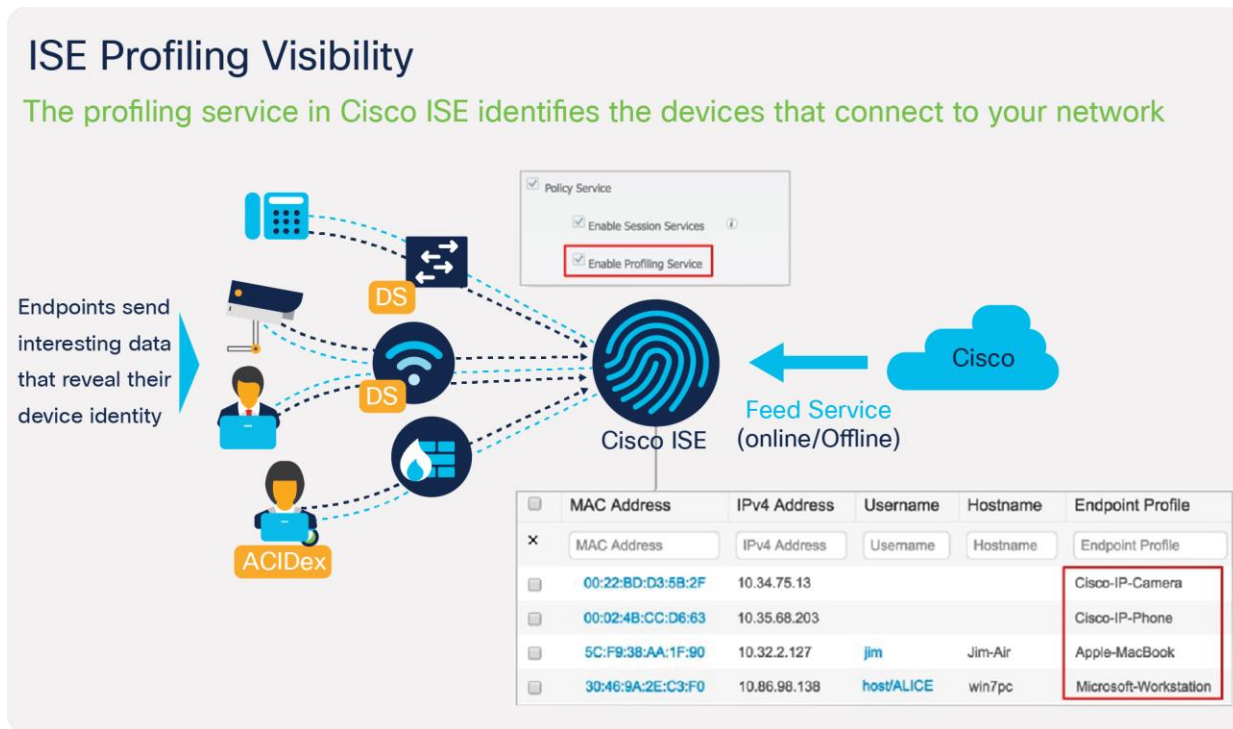 ISE Profiling Visibility
The profiling service in Cisco ISE identifies the devices that connect to your network
Policy Service
Enable Session Services
Enable Profiling Service
Endpoints send
interesting data
that reveal their
device identity
DS
DS
ACIDex
Cisco ISE
Cisco
Feed Service
(online/Offline)
MAC Address IPv4 Address Username Hostname Endpoint Profile
MAC Address IPv4 Address Username Hostname Endpoint Profile
00:22:BD:D3:5B:2F 10.34.75.13 Cisco-IP-Camera
00:02:4B:CC:D6:63 10.35.68.203 Cisco-IP-Phone
5C:F9:38:AA:1F:90 10.32.2.127 jim Jim-Air Apple-MacBook
30:46:9A:2E:C3:F0 10.86.98.138 host/ALICE win7pc Microsoft-Workstation